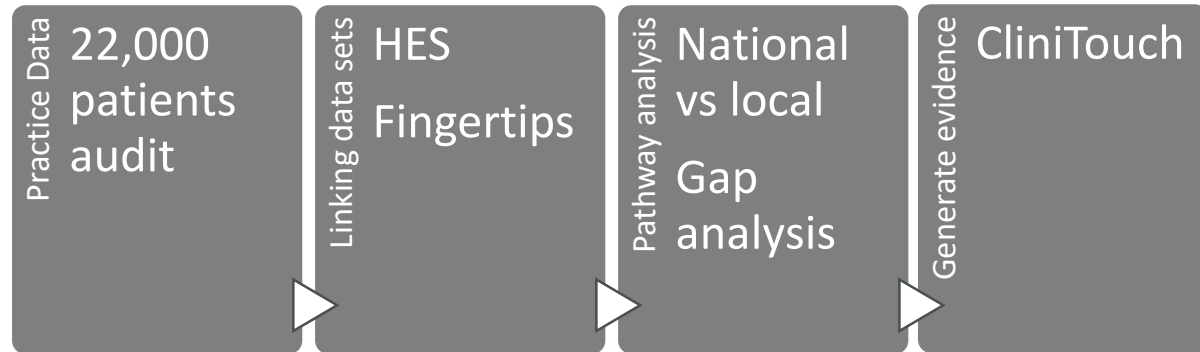 Practice Data
22,000
patients
audit
Linking data sets
HES
Fingertips
Pathway analysis
National
vs local
Gap
analysis
Generate evidence
CliniTouch